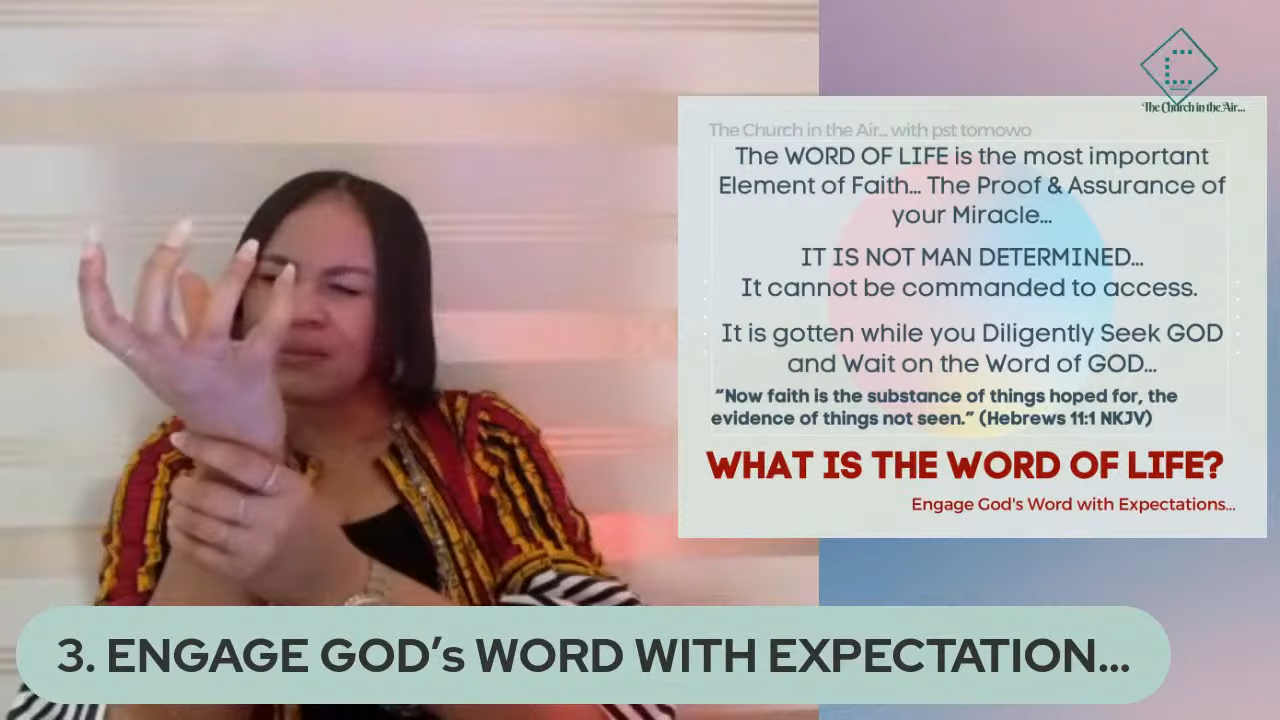 The Church in the Air...
The Church in the Air... with pst tomowo
The WORD OF LIFE is the most important
Element of Faith... The Proof & Assurance of
your Miracle...
IT IS NOT MAN DETERMINED...
It cannot be commanded to access.
It is gotten while you Diligently Seek GOD
and Wait on the Word of GOD...
“Now faith is the substance of things hoped for, the
evidence of things not seen.” (Hebrews 11:1 NKJV)
WHAT IS THE WORD OF LIFE?
Engage God's Word with Expectations...
3. ENGAGE GOD’s WORD WITH EXPECTATION...